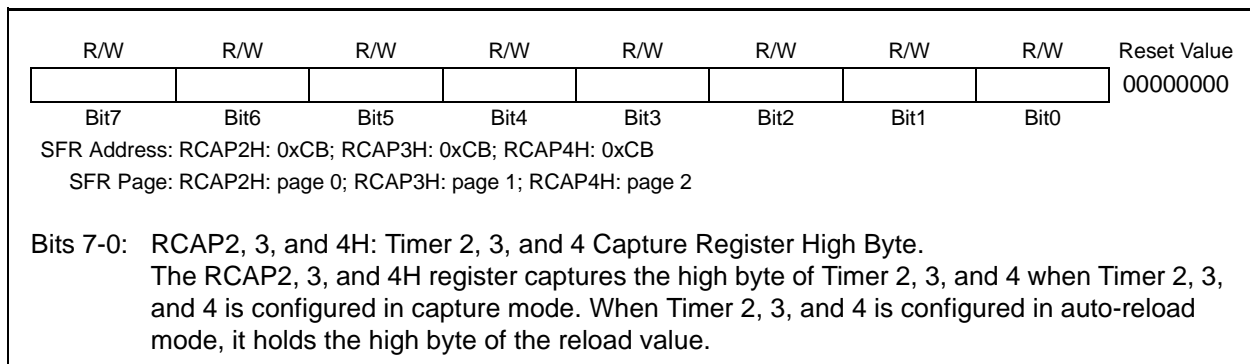 R/W R/W R/W R/W R/W R/W R/W R/W Reset Value
00000000
Bit7 Bit6 Bit5 Bit4 Bit3 Bit2 Bit1 Bit0
SFR Address: RCAP2H: 0xCB; RCAP3H: 0xCB; RCAP4H: 0xCB
SFR Page: RCAP2H: page 0; RCAP3H: page 1; RCAP4H: page 2
Bits 7-0: RCAP2, 3, and 4H: Timer 2, 3, and 4 Capture Register High Byte.
The RCAP2, 3, and 4H register captures the high byte of Timer 2, 3, and 4 when Timer 2, 3,
and 4 is configured in capture mode. When Timer 2, 3, and 4 is configured in auto-reload
mode, it holds the high byte of the reload value.